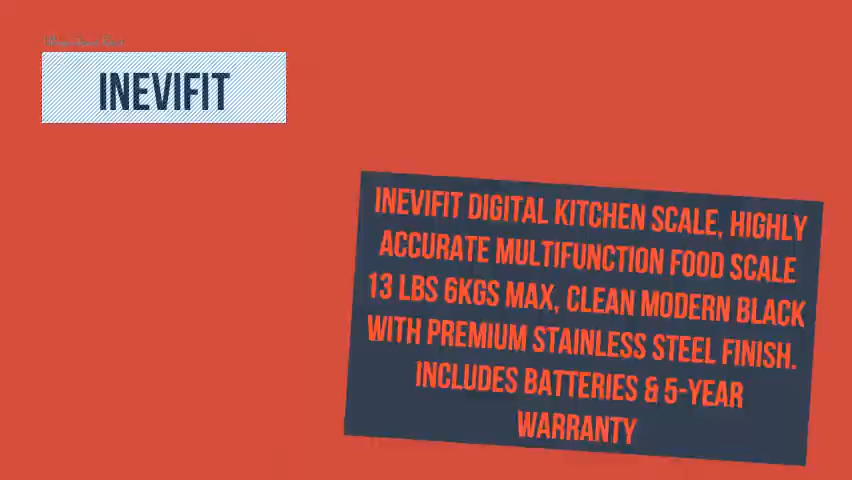 INEVIFIT
INEVIFIT DIGITAL KITCHEN SCALE, HIGHLY
ACCURATE MULTIFUNCTION FOOD SCALE
13 LBS 6KGS MAX, CLEAN MODERN BLACK
WITH PREMIUM STAINLESS STEEL FINISH.
INCLUDES BATTERIES & 5-YEAR
WARRANTY